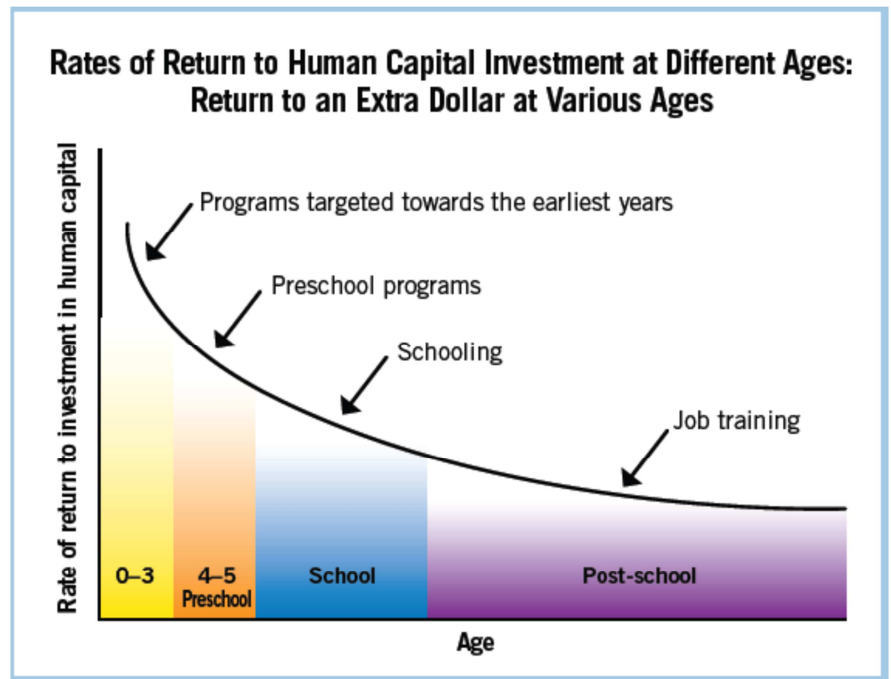 Rates of Return to Human Capital Investment at Different Ages:
Return to an Extra Dollar at Various Ages
Rate of return to investment in human capital
Programs targeted towards the earliest years
Preschool programs
Schooling
Job training
0–3
4–5
Preschool
School
Post-school
Age